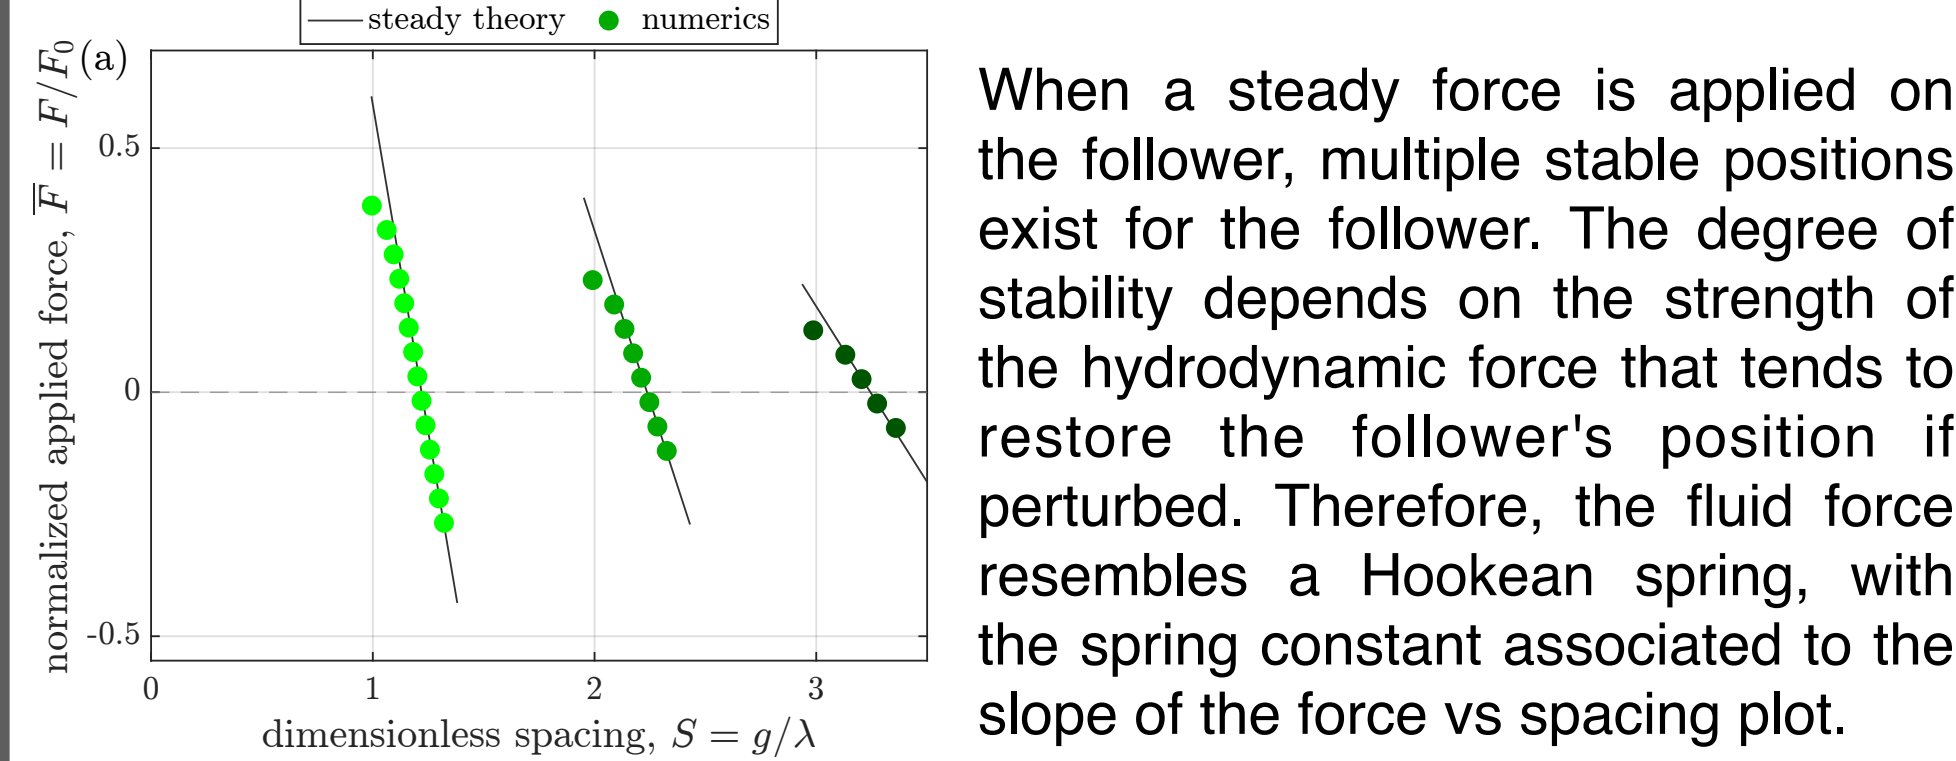 steady theory numerics
(a)
normalized applied force, F̅ = F/F₀
0.5
0
-0.5
0 1 2 3
dimensionless spacing, S = g/λ
When a steady force is applied on
the follower, multiple stable positions
exist for the follower. The degree of
stability depends on the strength of
the hydrodynamic force that tends to
restore the follower's position if
perturbed. Therefore, the fluid force
resembles a Hookean spring, with
the spring constant associated to the
slope of the force vs spacing plot.